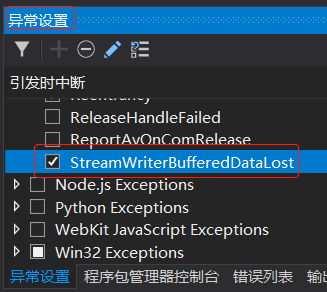 异常设置
引发时中断
Reentrancy
ReleaseHandleFailed
ReportAvOnComRelease
StreamWriterBufferedDataLost
Node.js Exceptions
Python Exceptions
WebKit JavaScript Exceptions
Win32 Exceptions
异常设置 程序包管理器控制台 错误列表 输出